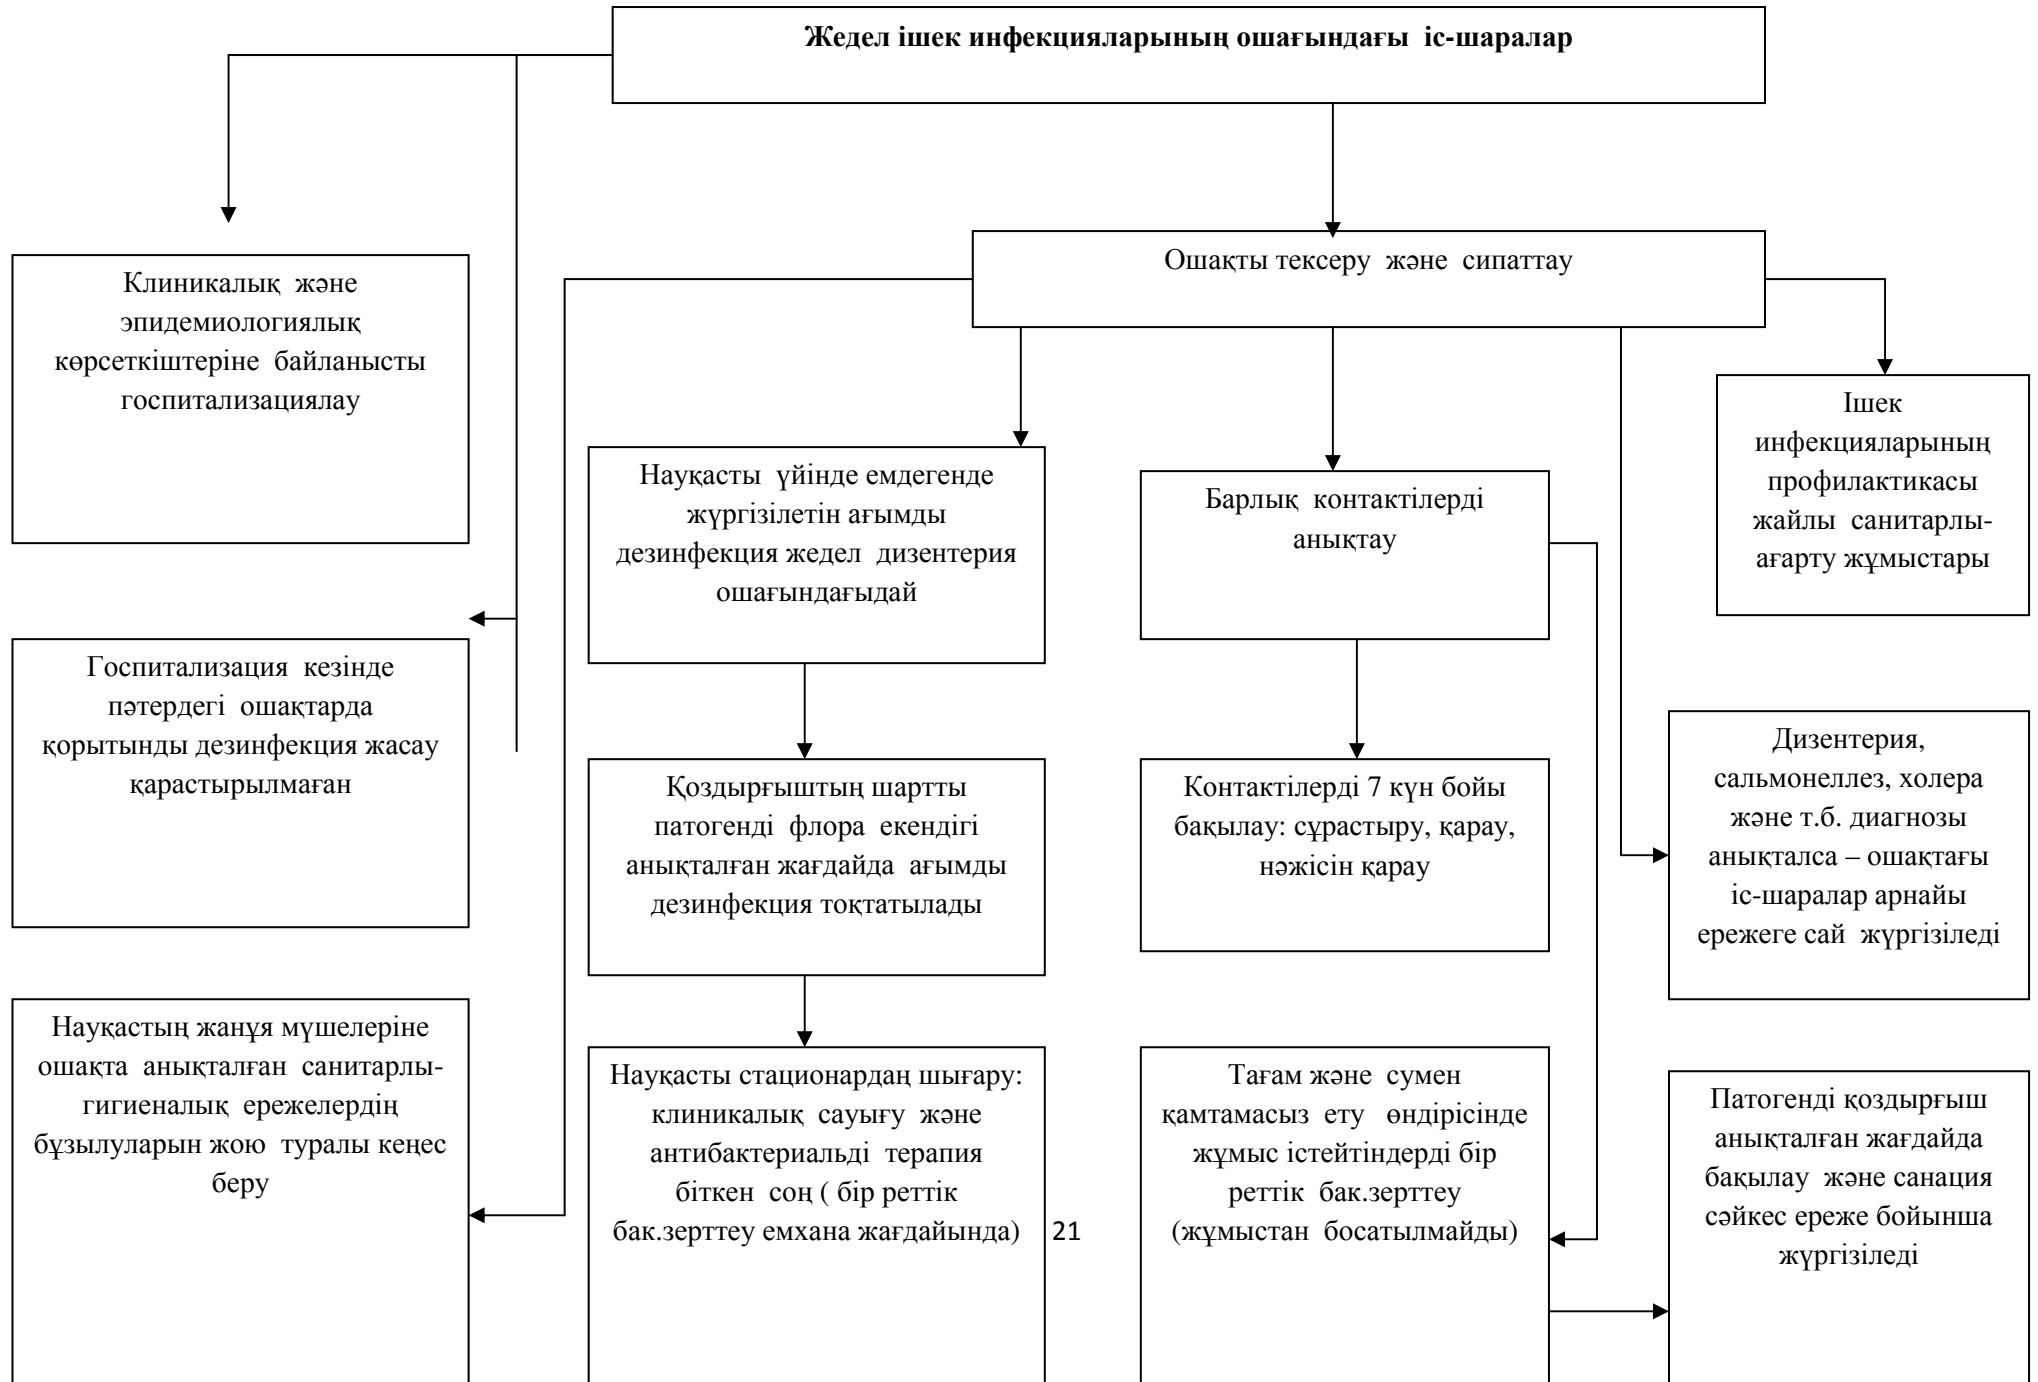 Жедел ішек инфекцияларының ошағындағы іс-шаралар
Ошақты тексеру және сипаттау
Клиникалық және
эпидемиологиялық
көрсеткіштеріне байланысты
госпитализациялау
Госпитализация кезінде
пәтердегі ошақтарда
қорытынды дезинфекция жасау
қарастырылмаған
Науқастың жанұя мүшелеріне
ошақта анықталған санитарлы-
гигиеналық ережелердің
бұзылуларын жою туралы кеңес
беру
Науқасты үйінде емдегенде
жүргізілетін ағымды
дезинфекция жедел дизентерия
ошағындағыдай
Қоздырғыштың шартты
патогенді флора екендігі
анықталған жағдайда ағымды
дезинфекция тоқтатылады
Науқасты стационардан шығару:
клиникалық сауығу және
антибактериальді терапия
біткен соң ( бір реттік
бак.зерттеу емхана жағдайында)
21
Барлық контактілерді
анықтау
Контактілерді 7 күн бойы
бақылау: сұрастыру, қарау,
нәжісін қарау
Тағам және сумен
қамтамасыз ету өндірісінде
жұмыс істейтіндерді бір
реттік бак.зерттеу
(жұмыстан босатылмайды)
Ішек
инфекцияларының
профилактикасы
жайлы санитарлы-
ағарту жұмыстары
Дизентерия,
сальмонеллез, холера
және т.б. диагнозы
анықталса – ошақтағы
іс-шаралар арнайы
ережеге сай жүргізіледі
Патогенді қоздырғыш
анықталған жағдайда
бақылау және санация
сәйкес ереже бойынша
жүргізіледі